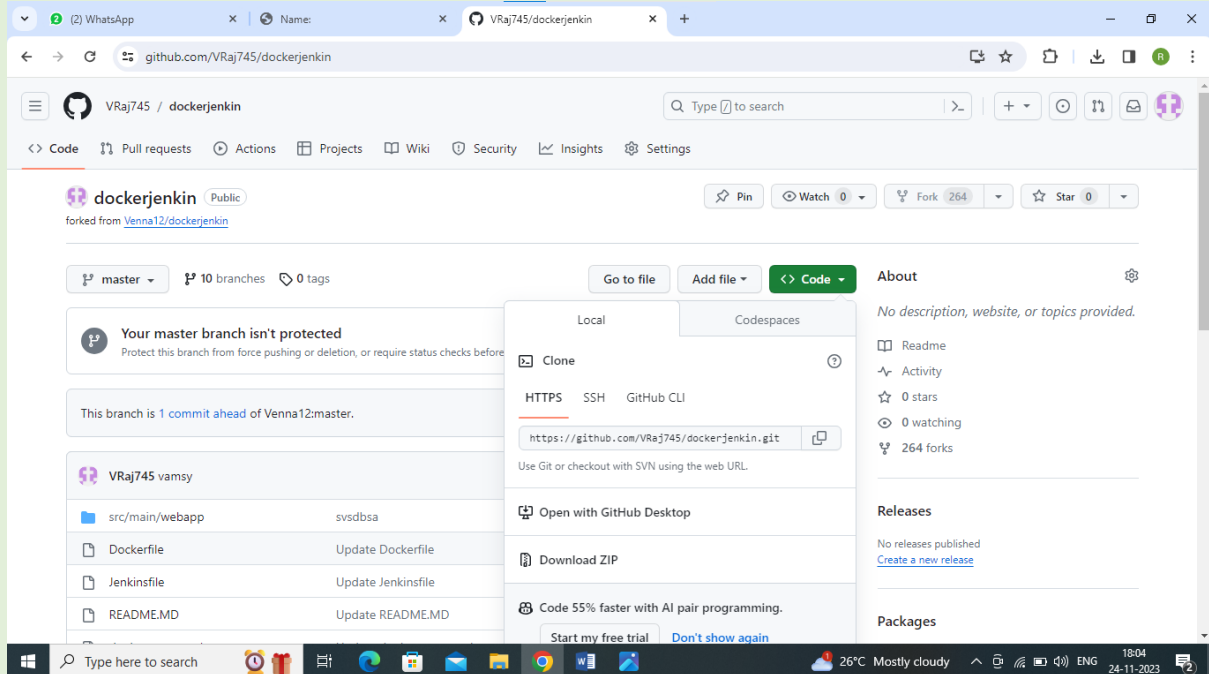 (2) WhatsApp
Name:
VRaj745/dockerjenkin
github.com/VRaj745/dockerjenkin
R
VRaj745 / dockerjenkin
Type / to search
<> Code Pull requests Actions Projects Wiki Security Insights Settings
dockerjenkin Public
Pin Watch 0 Fork 264 Star 0
forked from Venna12/dockerjenkin
master 10 branches 0 tags
Go to file Add file <> Code
Your master branch isn't protected
Protect this branch from force pushing or deletion, or require status checks before
This branch is 1 commit ahead of Venna12:master.
VRaj745 vamsy
src/main/webapp svsdbsa
Dockerfile Update Dockerfile
Jenkinsfile Update Jenkinsfile
README.MD Update README.MD
Local Codespaces
Clone
HTTPS SSH GitHub CLI
https://github.com/VRaj745/dockerjenkin.git
Use Git or checkout with SVN using the web URL.
Open with GitHub Desktop
Download ZIP
Code 55% faster with AI pair programming.
Start my free trial Don't show again
About
No description, website, or topics provided.
Readme
Activity
0 stars
0 watching
264 forks
Releases
No releases published
Create a new release
Packages
Type here to search
26°C Mostly cloudy
ENG
18:04
24-11-2023
2